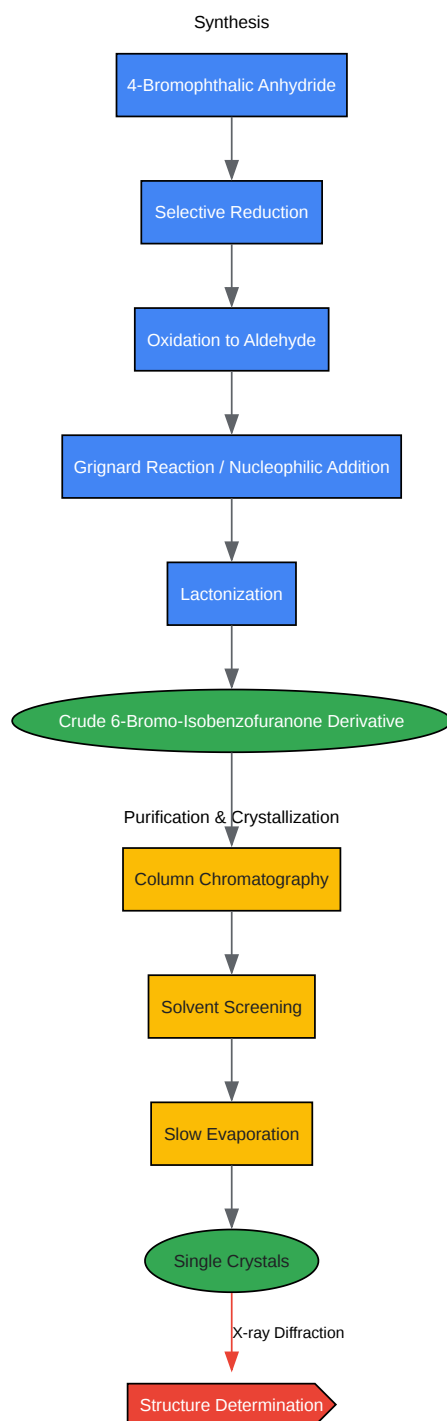 Synthesis
4-Bromophthalic Anhydride
Selective Reduction
Oxidation to Aldehyde
Grignard Reaction / Nucleophilic Addition
Lactonization
Crude 6-Bromo-Isobenzofuranone Derivative
Purification & Crystallization
Column Chromatography
Solvent Screening
Slow Evaporation
Single Crystals
X-ray Diffraction
Structure Determination